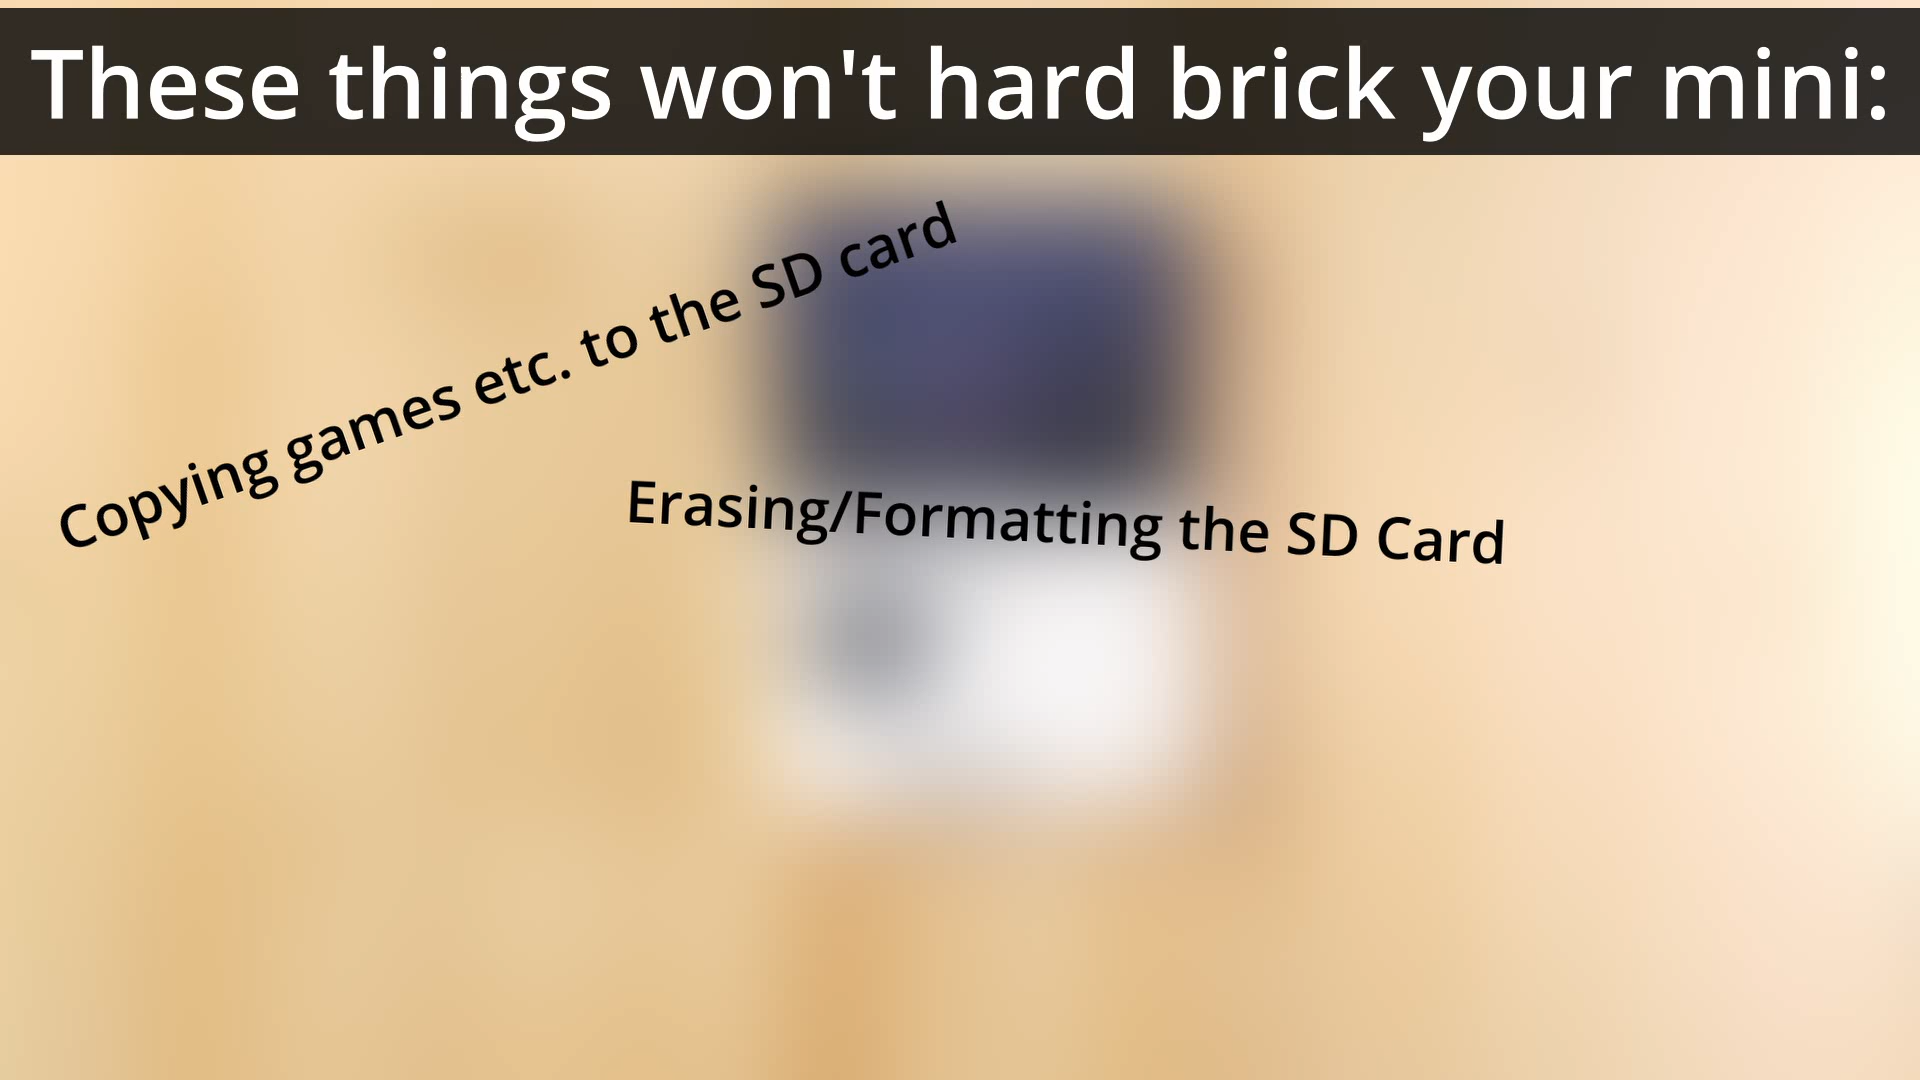 These things won't hard brick your mini:
Copying games etc. to the SD card
Erasing/Formatting the SD Card